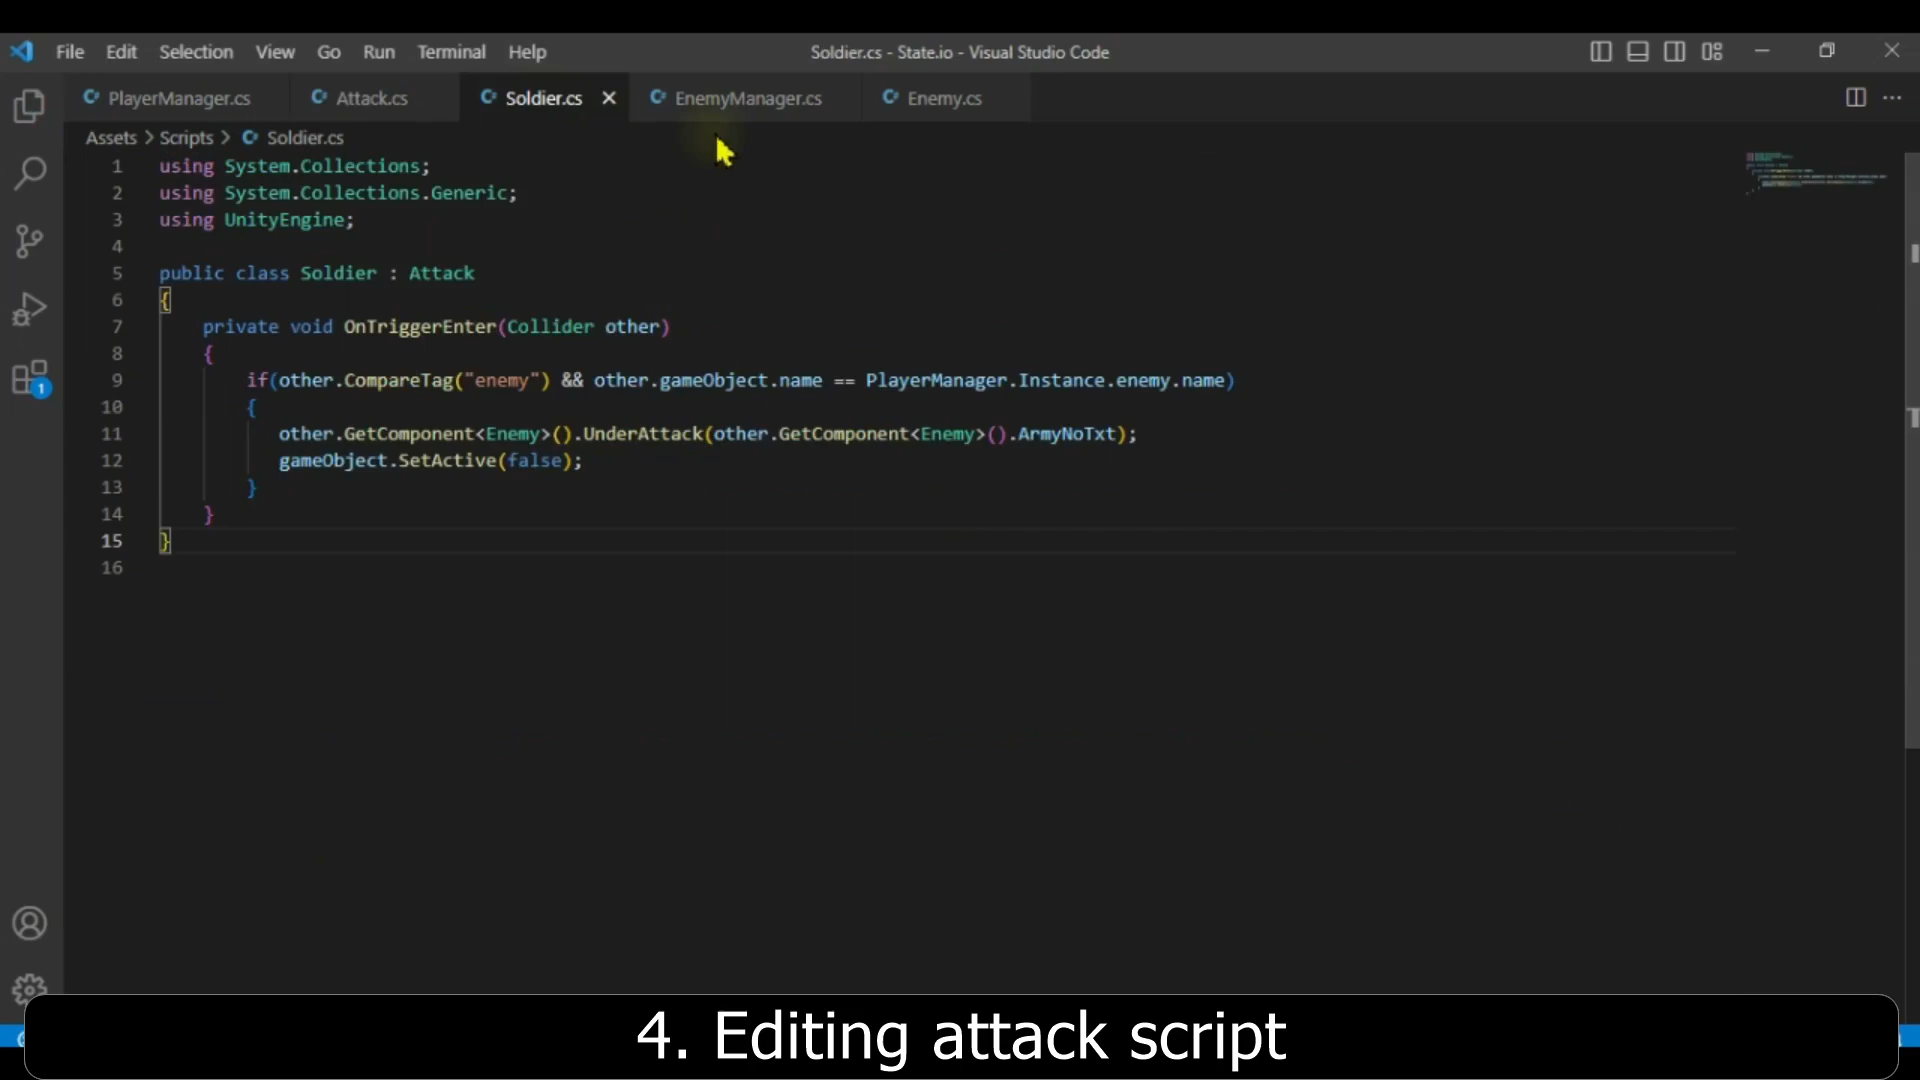 File Edit Selection View Go Run Terminal Help Soldier.cs - State.io - Visual Studio Code
PlayerManager.cs Attack.cs Soldier.cs EnemyManager.cs Enemy.cs
Assets > Scripts > Soldier.cs
1 using System.Collections;
2 using System.Collections.Generic;
3 using UnityEngine;
4
5 public class Soldier : Attack
6 {
7 private void OnTriggerEnter(Collider other)
8 {
9 if(other.CompareTag("enemy") && other.gameObject.name == PlayerManager.Instance.enemy.name)
10 {
11 other.GetComponent<Enemy>().UnderAttack(other.GetComponent<Enemy>().ArmyNoTxt);
12 gameObject.SetActive(false);
13 }
14 }
15 }
16
1
4. Editing attack script